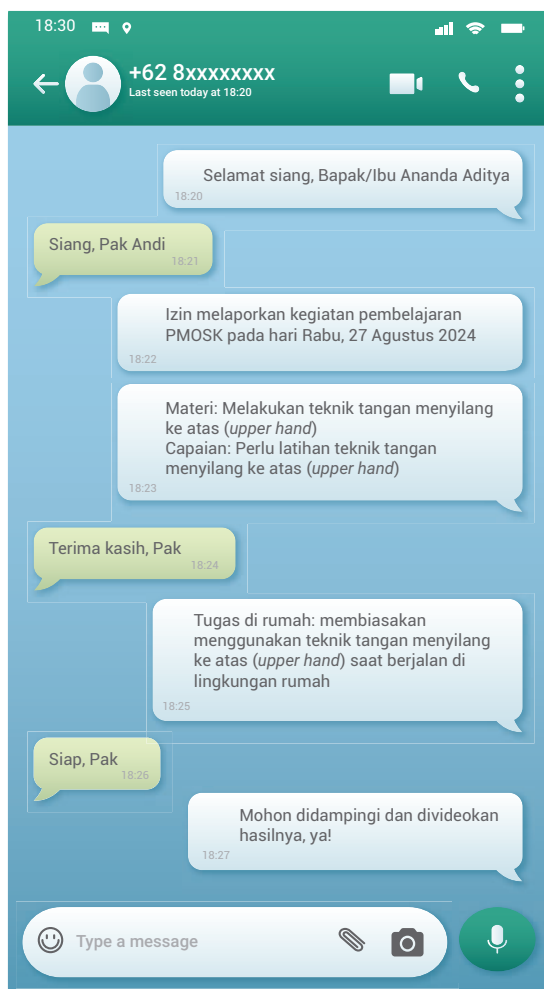 18:30
+62 8xxxxxxxx
Last seen today at 18:20
Selamat siang, Bapak/Ibu Ananda Aditya
18:20
Siang, Pak Andi
18:21
Izin melaporkan kegiatan pembelajaran
PMOSK pada hari Rabu, 27 Agustus 2024
18:22
Materi: Melakukan teknik tangan menyilang
ke atas (upper hand)
Capaian: Perlu latihan teknik tangan
menyilang ke atas (upper hand)
18:23
Terima kasih, Pak
18:24
Tugas di rumah: membiasakan
menggunakan teknik tangan menyilang
ke atas (upper hand) saat berjalan di
lingkungan rumah
18:25
Siap, Pak
18:26
Mohon didampingi dan divideokan
hasilnya, ya!
18:27
Type a message